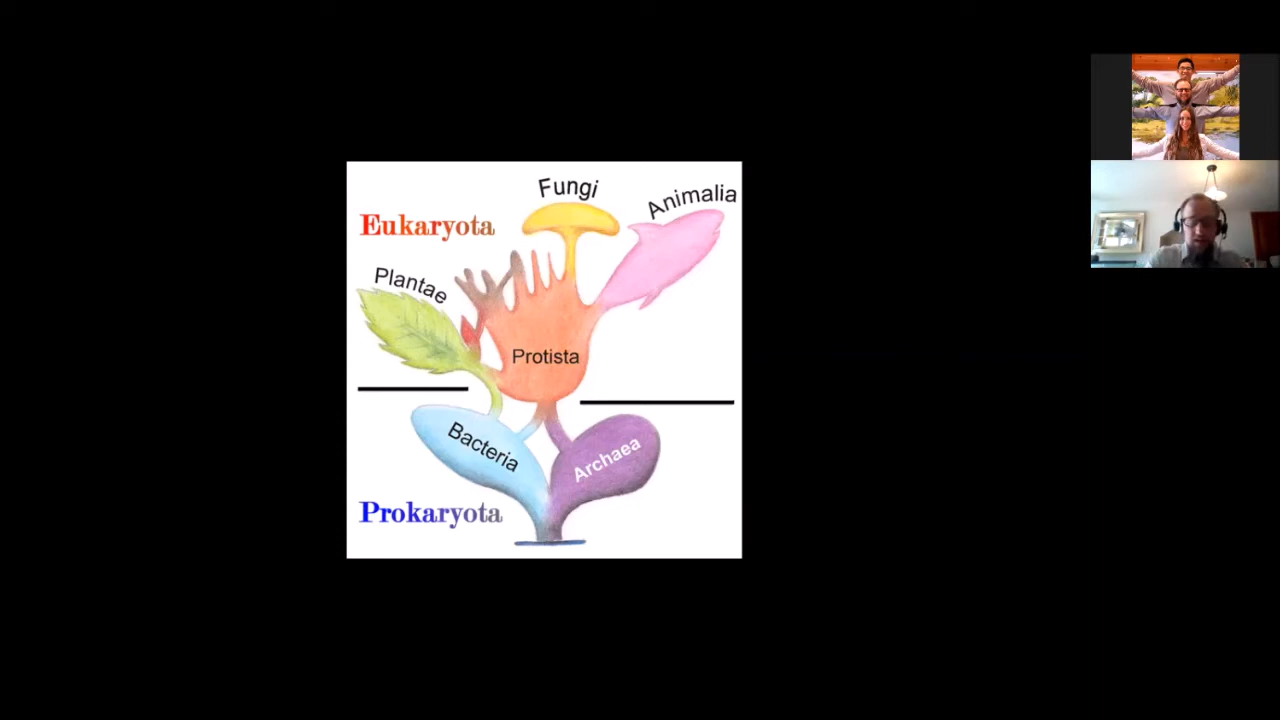 Fungi
Animalia
Eukaryota
Plantae
Protista
Bacteria
Archaea
Prokaryota